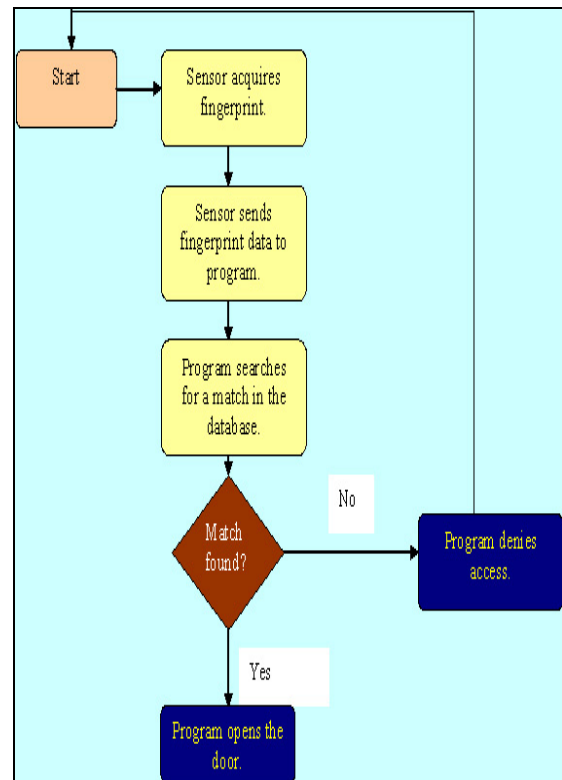 Start
Sensor acquires
fingerprint.
Sensor sends
fingerprint data to
program.
Program searches
for a match in the
database.
Match
found?
No
Program denies
access.
Yes
Program opens the
door.